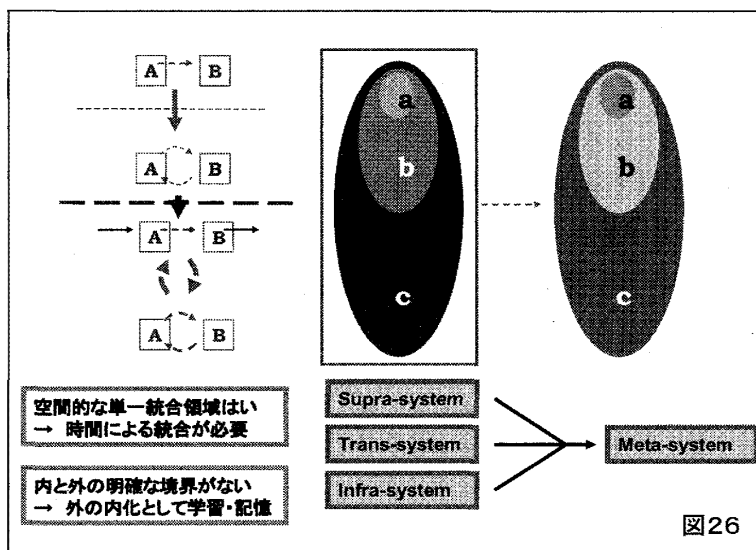 A B
A B
A B
A B
a
b
c
a
b
c
空間的な単一統合領域はい
→ 時間による統合が必要
内と外の明確な境界がない
→ 外の内化として学習・記憶
Supra-system
Trans-system
Infra-system
Meta-system
図26